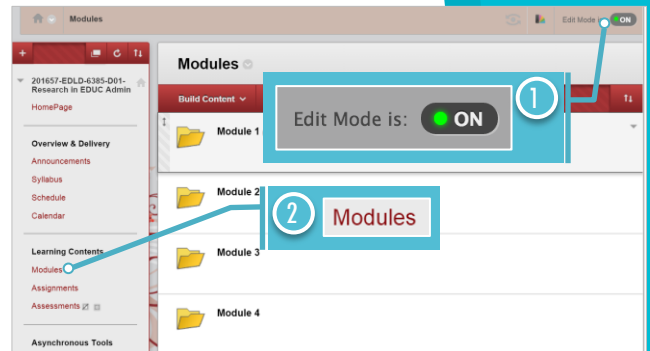 Modules
Edit Mode is: ON
201657-EDLD-6385-D01-
Research in EDUC Admin
HomePage
Overview & Delivery
Announcements
Syllabus
Schedule
Calendar
Learning Contents
Modules
Assignments
Assessments
Asynchronous Tools
Modules
Build Content
Module 1
Module 2
Module 3
Module 4
1
Edit Mode is: ON
2
Modules